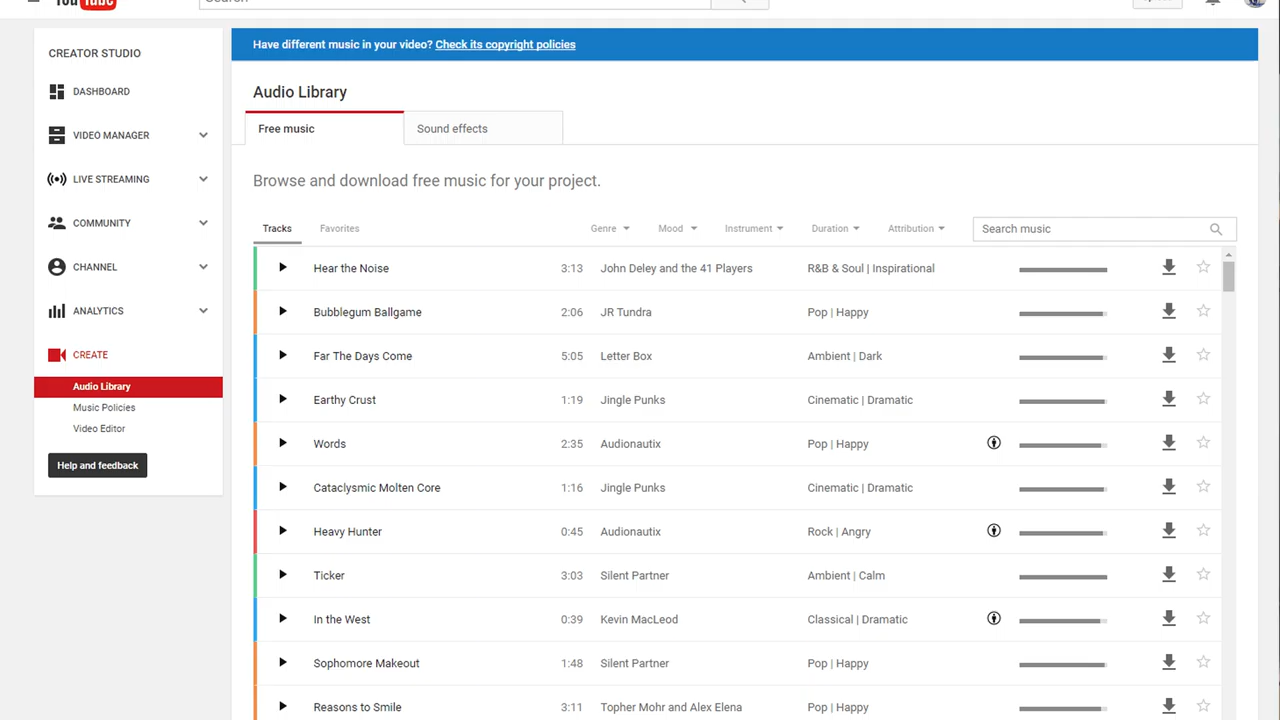 YouTube
Search
CREATOR STUDIO
DASHBOARD
VIDEO MANAGER
LIVE STREAMING
COMMUNITY
CHANNEL
ANALYTICS
CREATE
Audio Library
Music Policies
Video Editor
Help and feedback
Have different music in your video? Check its copyright policies
Audio Library
Free music Sound effects
Browse and download free music for your project.
Tracks Favorites Genre Mood Instrument Duration Attribution Search music
Hear the Noise 3:13 John Deley and the 41 Players R&B & Soul | Inspirational
Bubblegum Ballgame 2:06 JR Tundra Pop | Happy
Far The Days Come 5:05 Letter Box Ambient | Dark
Earthy Crust 1:19 Jingle Punks Cinematic | Dramatic
Words 2:35 Audionautix Pop | Happy
Cataclysmic Molten Core 1:16 Jingle Punks Cinematic | Dramatic
Heavy Hunter 0:45 Audionautix Rock | Angry
Ticker 3:03 Silent Partner Ambient | Calm
In the West 0:39 Kevin MacLeod Classical | Dramatic
Sophomore Makeout 1:48 Silent Partner Pop | Happy
Reasons to Smile 3:11 Topher Mohr and Alex Elena Pop | Happy